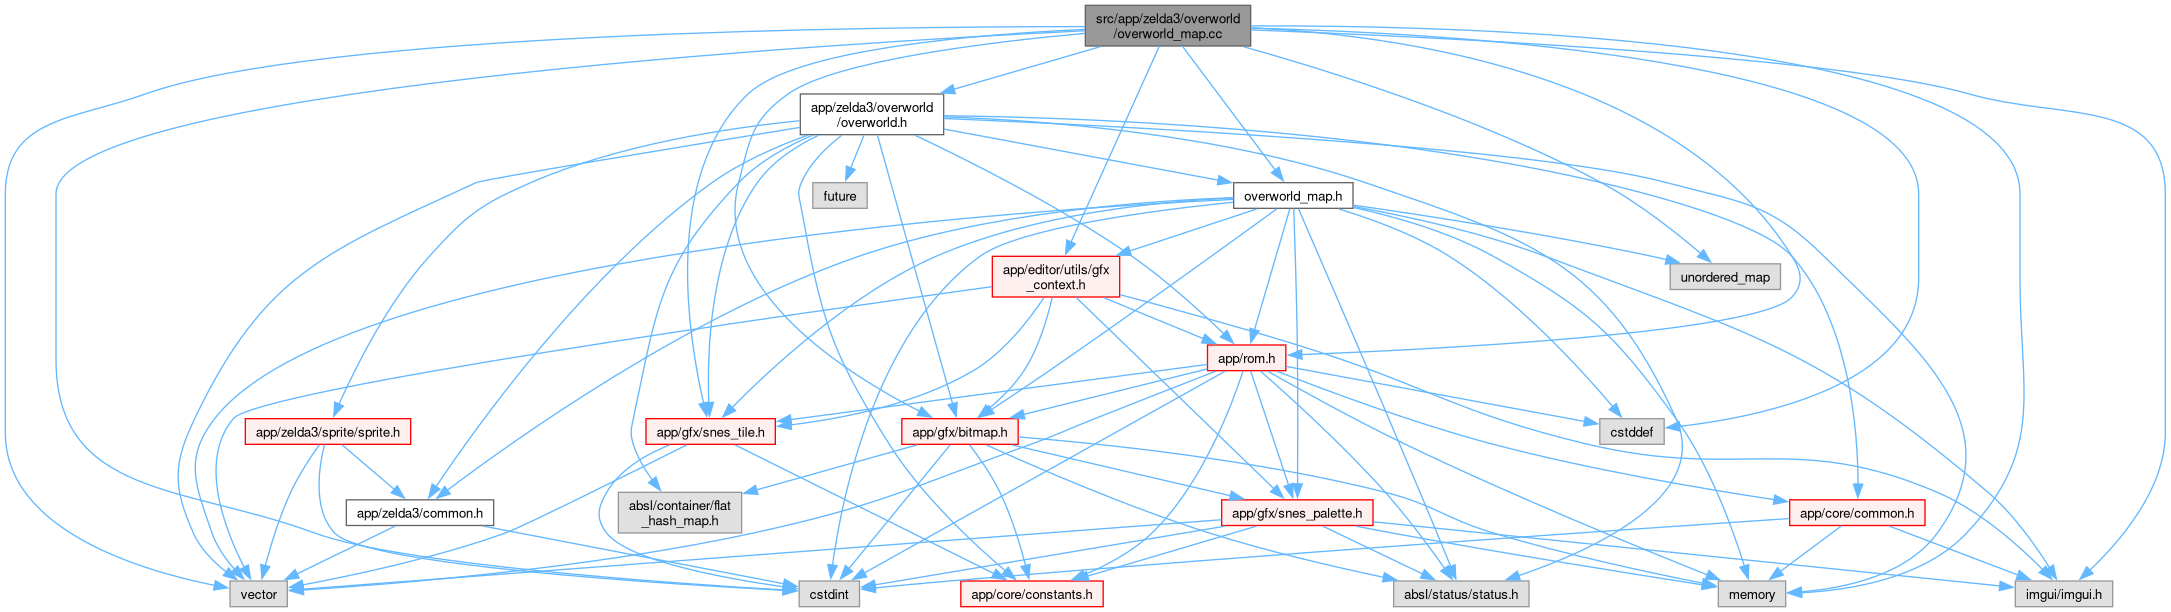 src/app/zelda3/overworld
/overworld_map.cc
app/zelda3/overworld
/overworld.h
future
overworld_map.h
app/editor/utils/gfx
_context.h
unordered_map
app/rom.h
app/zelda3/sprite/sprite.h
app/gfx/snes_tile.h
app/gfx/bitmap.h
cstddef
absl/container/flat
_hash_map.h
app/zelda3/common.h
app/gfx/snes_palette.h
app/core/common.h
vector
cstdint
app/core/constants.h
absl/status/status.h
memory
imgui/imgui.h